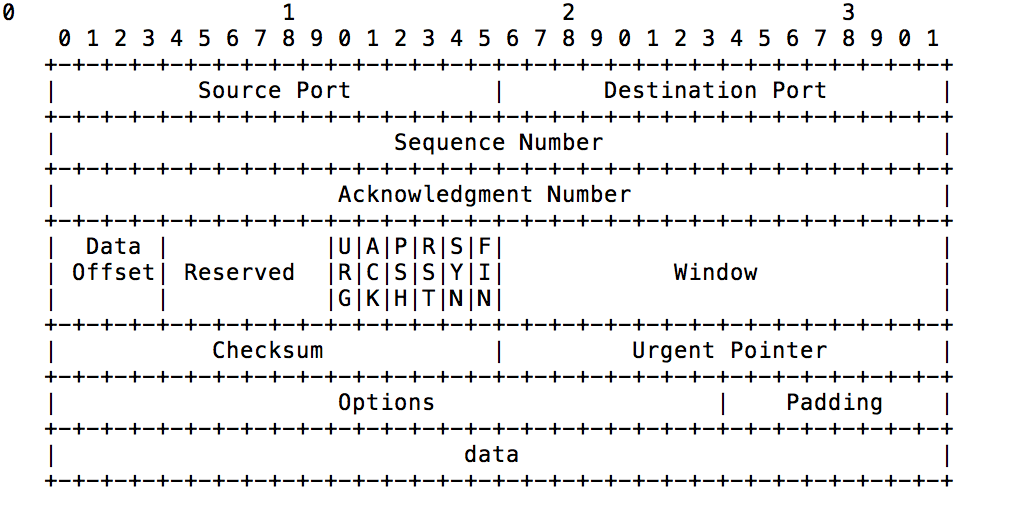 0                   1                   2                   3
    0 1 2 3 4 5 6 7 8 9 0 1 2 3 4 5 6 7 8 9 0 1 2 3 4 5 6 7 8 9 0 1
   +-+-+-+-+-+-+-+-+-+-+-+-+-+-+-+-+-+-+-+-+-+-+-+-+-+-+-+-+-+-+-+-+
   |          Source Port          |       Destination Port        |
   +-+-+-+-+-+-+-+-+-+-+-+-+-+-+-+-+-+-+-+-+-+-+-+-+-+-+-+-+-+-+-+-+
   |                        Sequence Number                        |
   +-+-+-+-+-+-+-+-+-+-+-+-+-+-+-+-+-+-+-+-+-+-+-+-+-+-+-+-+-+-+-+-+
   |                    Acknowledgment Number                      |
   +-+-+-+-+-+-+-+-+-+-+-+-+-+-+-+-+-+-+-+-+-+-+-+-+-+-+-+-+-+-+-+-+
   |  Data |           |U|A|P|R|S|F|                               |
   | Offset| Reserved  |R|C|S|S|Y|I|            Window             |
   |       |           |G|K|H|T|N|N|                               |
   +-+-+-+-+-+-+-+-+-+-+-+-+-+-+-+-+-+-+-+-+-+-+-+-+-+-+-+-+-+-+-+-+
   |           Checksum            |         Urgent Pointer        |
   +-+-+-+-+-+-+-+-+-+-+-+-+-+-+-+-+-+-+-+-+-+-+-+-+-+-+-+-+-+-+-+-+
   |                    Options                    |    Padding    |
   +-+-+-+-+-+-+-+-+-+-+-+-+-+-+-+-+-+-+-+-+-+-+-+-+-+-+-+-+-+-+-+-+
   |                             data                              |
   +-+-+-+-+-+-+-+-+-+-+-+-+-+-+-+-+-+-+-+-+-+-+-+-+-+-+-+-+-+-+-+-+